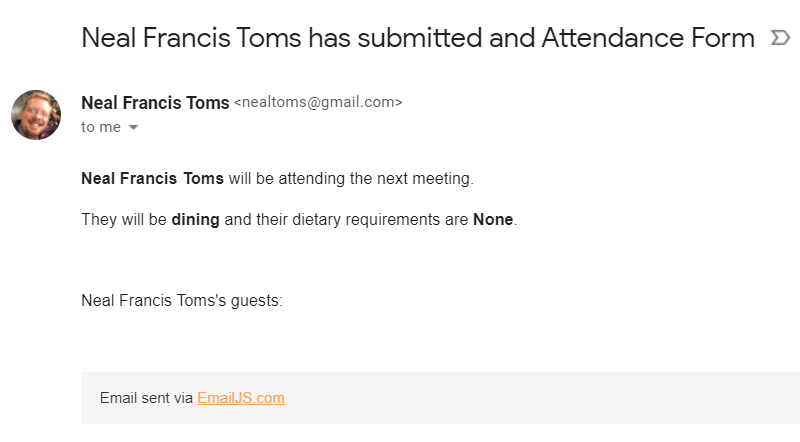 Neal Francis Toms has submitted and Attendance Form
Neal Francis Toms <nealtoms@gmail.com>
to me
Neal Francis Toms will be attending the next meeting.
They will be dining and their dietary requirements are None.
Neal Francis Toms's guests:
Email sent via EmailJS.com